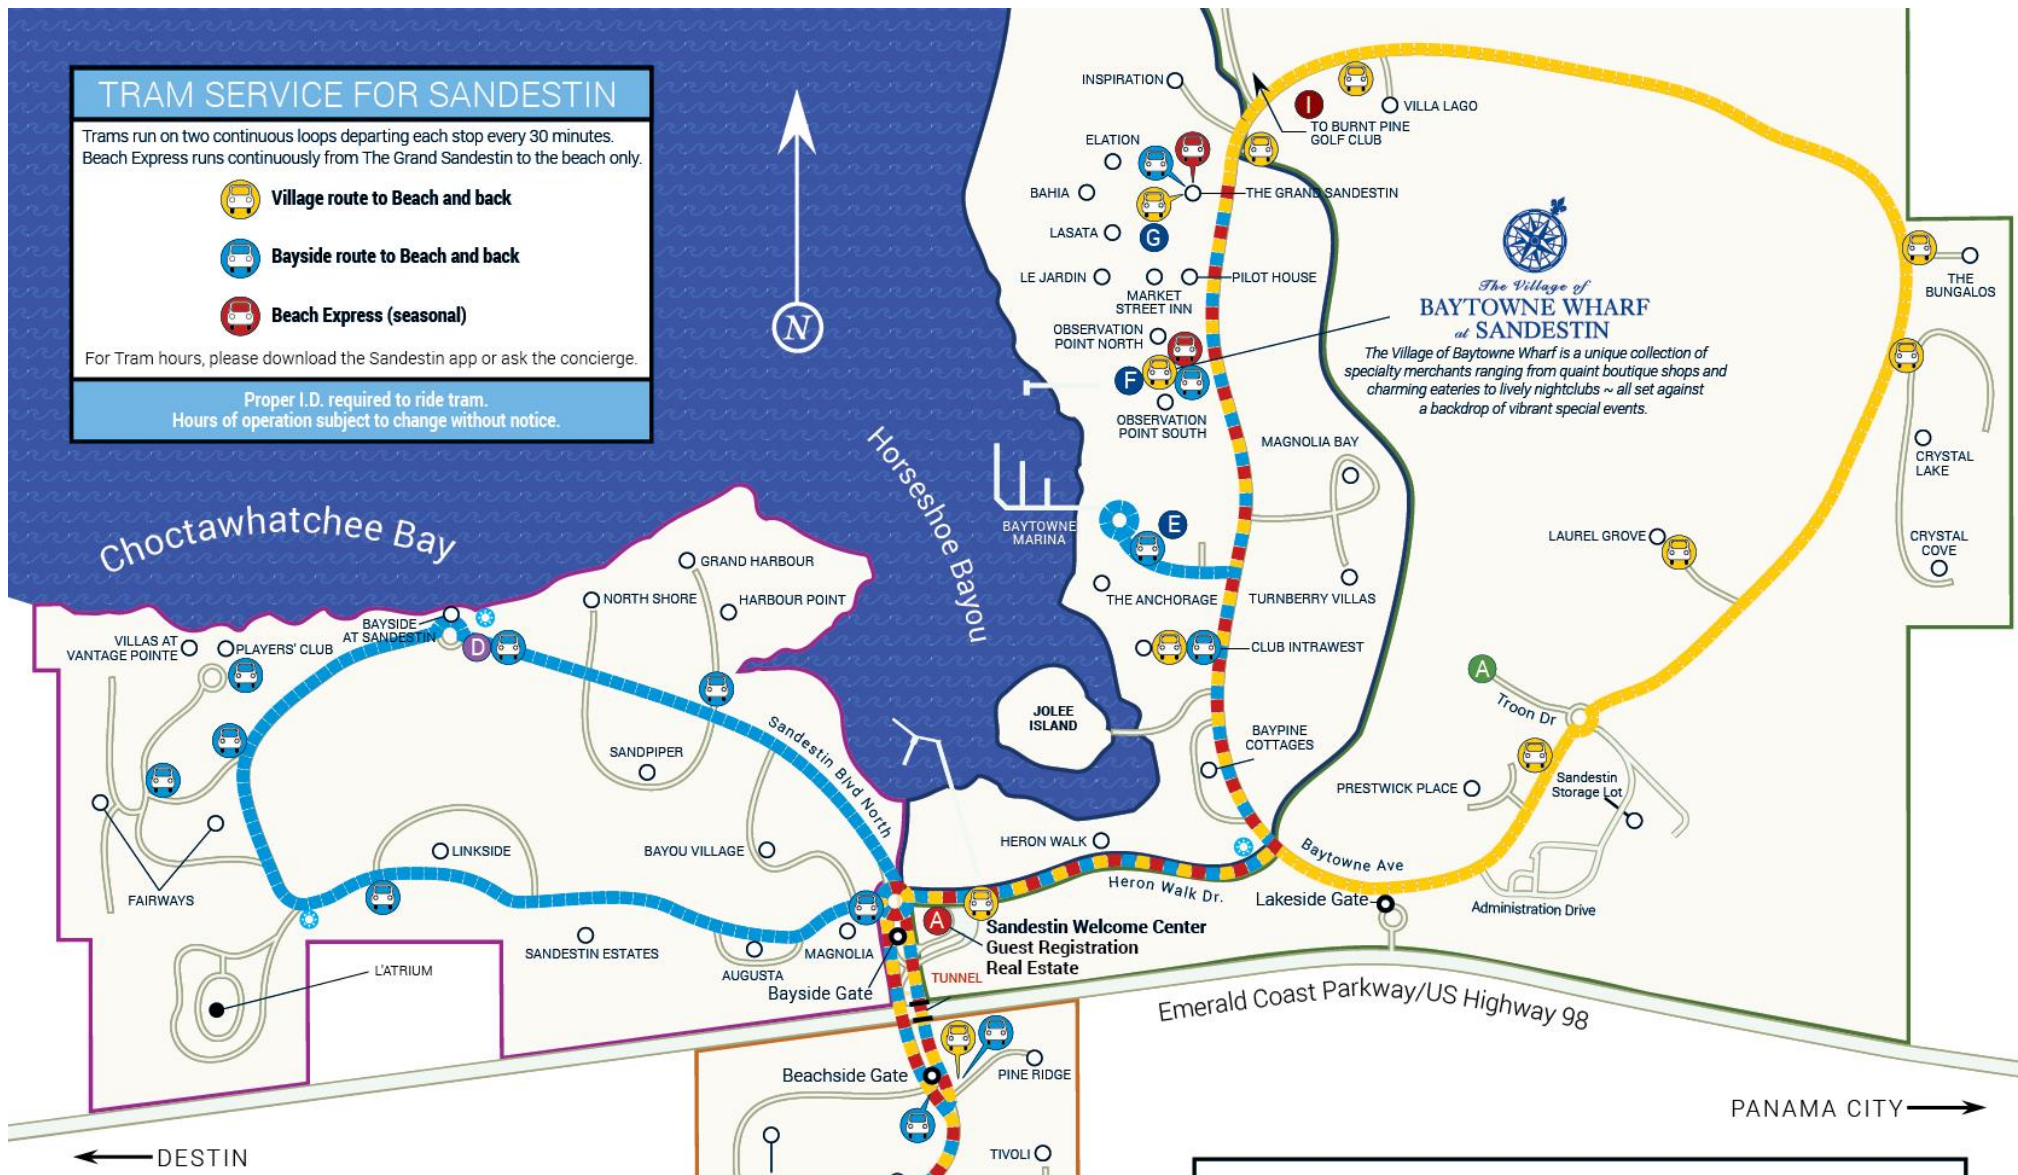 TRAM SERVICE FOR SANDESTIN
Trams run on two continuous loops departing each stop every 30 minutes.
Beach Express runs continuously from The Grand Sandestin to the beach only.
Village route to Beach and back
Bayside route to Beach and back
Beach Express (seasonal)
For Tram hours, please download the Sandestin app or ask the concierge.
Proper I.D. required to ride tram.
Hours of operation subject to change without notice.
N
INSPIRATION
I
VILLA LAGO
TO BURNT PINE
GOLF CLUB
ELATION
BAHIA
THE GRAND SANDESTIN
LASATA
G
LE JARDIN
MARKET
STREET INN
PILOT HOUSE
OBSERVATION
POINT NORTH
F
OBSERVATION
POINT SOUTH
The Village of
BAYTOWNE WHARF
at SANDESTIN
The Village of Baytowne Wharf is a unique collection of
specialty merchants ranging from quaint boutique shops and
charming eateries to lively nightclubs ~ all set against
a backdrop of vibrant special events.
THE
BUNGALOS
CRYSTAL
LAKE
CRYSTAL
COVE
MAGNOLIA BAY
LAUREL GROVE
Choctawhatchee Bay
Horseshoe Bayou
BAYTOWNE
MARINA
E
THE ANCHORAGE
TURNBERRY VILLAS
CLUB INTRAWEST
GRAND HARBOUR
NORTH SHORE
HARBOUR POINT
BAYSIDE
AT SANDESTIN
D
VILLAS AT
VANTAGE POINTE
PLAYERS' CLUB
JOLEE
ISLAND
A
Troon Dr
BAYPINE
COTTAGES
SANDPIPER
Sandestin Blvd North
PRESTWICK PLACE
Sandestin
Storage Lot
HERON WALK
Heron Walk Dr.
Baytowne Ave
Lakeside Gate
Administration Drive
LINKSIDE
BAYOU VILLAGE
FAIRWAYS
A
Sandestin Welcome Center
Guest Registration
Real Estate
SANDESTIN ESTATES
AUGUSTA
MAGNOLIA
Bayside Gate
TUNNEL
L'ATRIUM
Emerald Coast Parkway/US Highway 98
Beachside Gate
PINE RIDGE
PANAMA CITY
DESTIN
TIVOLI